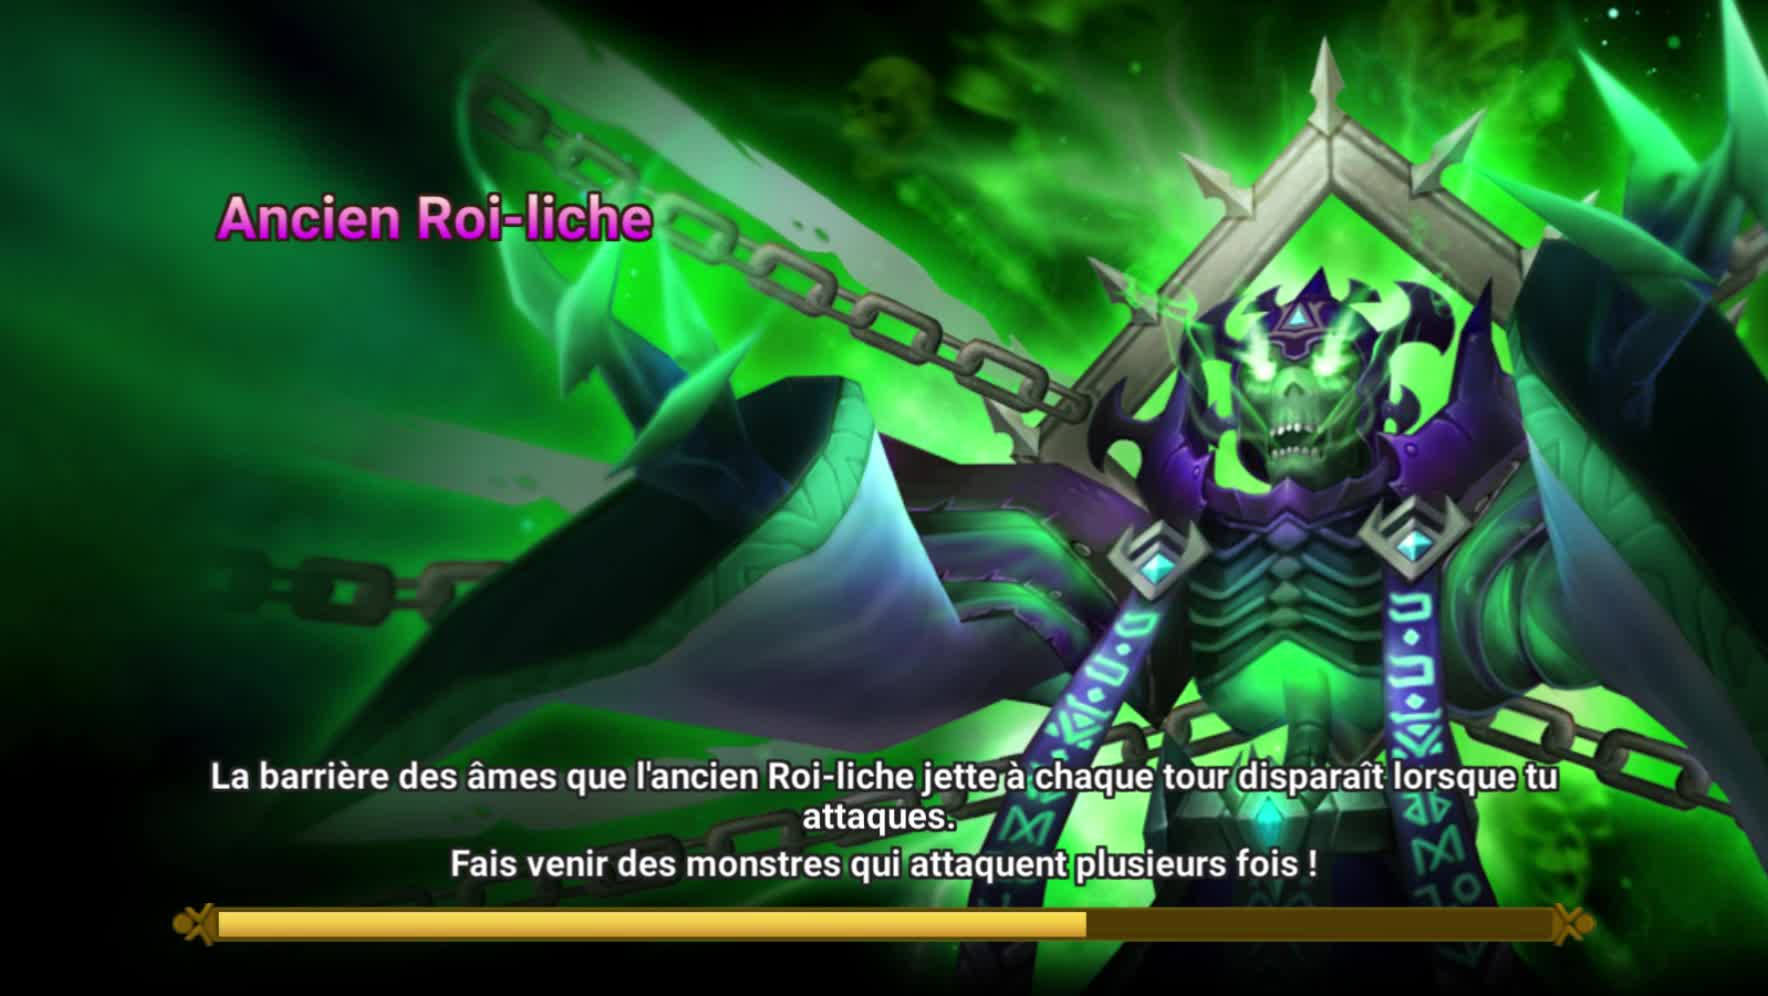 Ancien Roi-liche
La barrière des âmes que l'ancien Roi-liche jette à chaque tour disparaît lorsque tu
attaques.
Fais venir des monstres qui attaquent plusieurs fois !